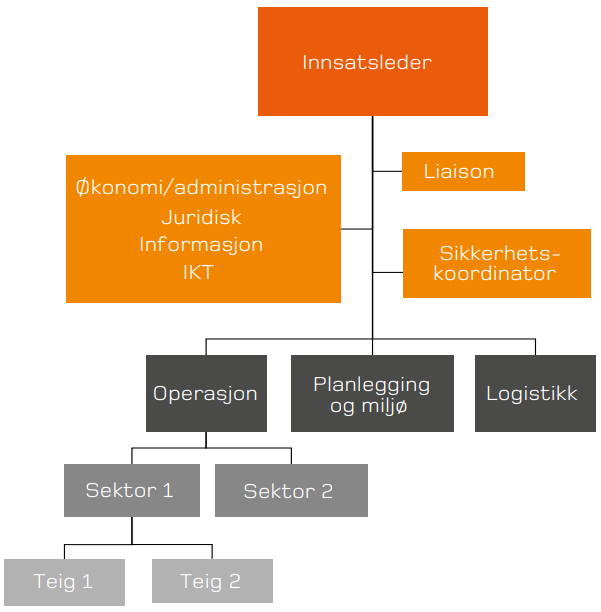 Innsatsleder
Økonomi/administrasjon
Juridisk
Informasjon
IKT
Liaison
Sikkerhets-
koordinator
Operasjon
Planlegging
og miljø
Logistikk
Sektor 1
Sektor 2
Teig 1
Teig 2